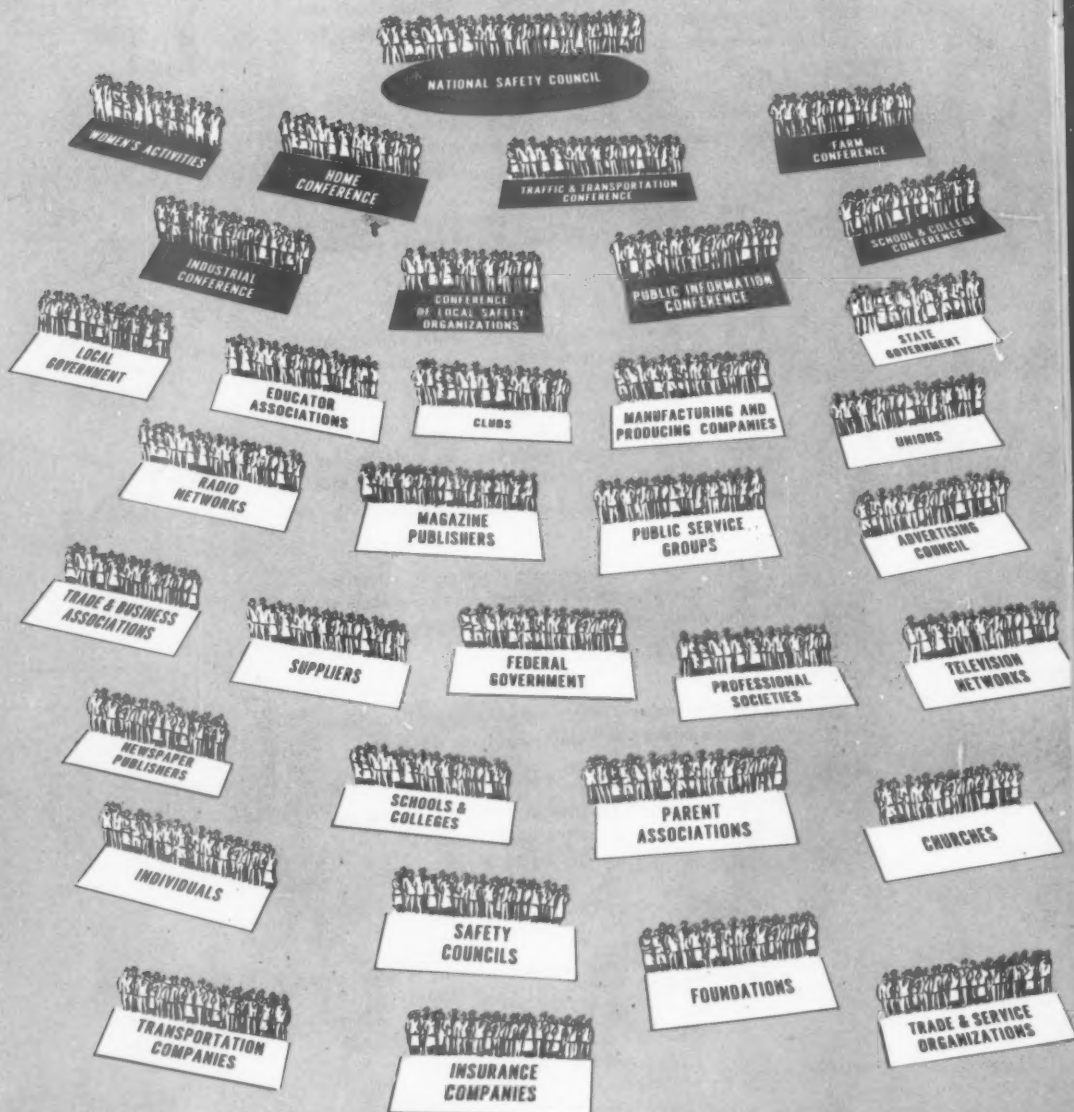 NATIONAL SAFETY COUNCIL
WOMEN'S ACTIVITIES
HOME
CONFERENCE
TRAFFIC & TRANSPORTATION
CONFERENCE
FARM
CONFERENCE
INDUSTRIAL
CONFERENCE
CONFERENCE
OF LOCAL SAFETY
ORGANIZATIONS
PUBLIC INFORMATION
CONFERENCE
SCHOOL & COLLEGE
CONFERENCE
LOCAL
GOVERNMENT
EDUCATOR
ASSOCIATIONS
CLUBS
MANUFACTURING AND
PRODUCING COMPANIES
STATE
GOVERNMENT
UNIONS
RADIO
NETWORKS
MAGAZINE
PUBLISHERS
PUBLIC SERVICE
GROUPS
ADVERTISING
COUNCIL
TRADE & BUSINESS
ASSOCIATIONS
SUPPLIERS
FEDERAL
GOVERNMENT
PROFESSIONAL
SOCIETIES
TELEVISION
NETWORKS
NEWSPAPER
PUBLISHERS
SCHOOLS &
COLLEGES
PARENT
ASSOCIATIONS
CHURCHES
INDIVIDUALS
SAFETY
COUNCILS
FOUNDATIONS
TRADE & SERVICE
ORGANIZATIONS
TRANSPORTATION
COMPANIES
INSURANCE
COMPANIES